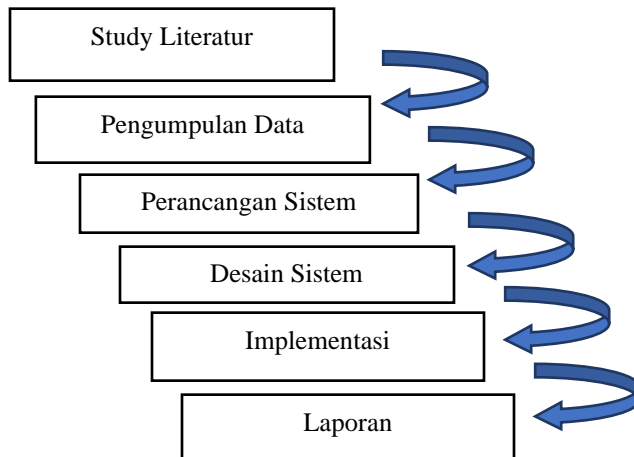 Study Literatur
Pengumpulan Data
Perancangan Sistem
Desain Sistem
Implementasi
Laporan